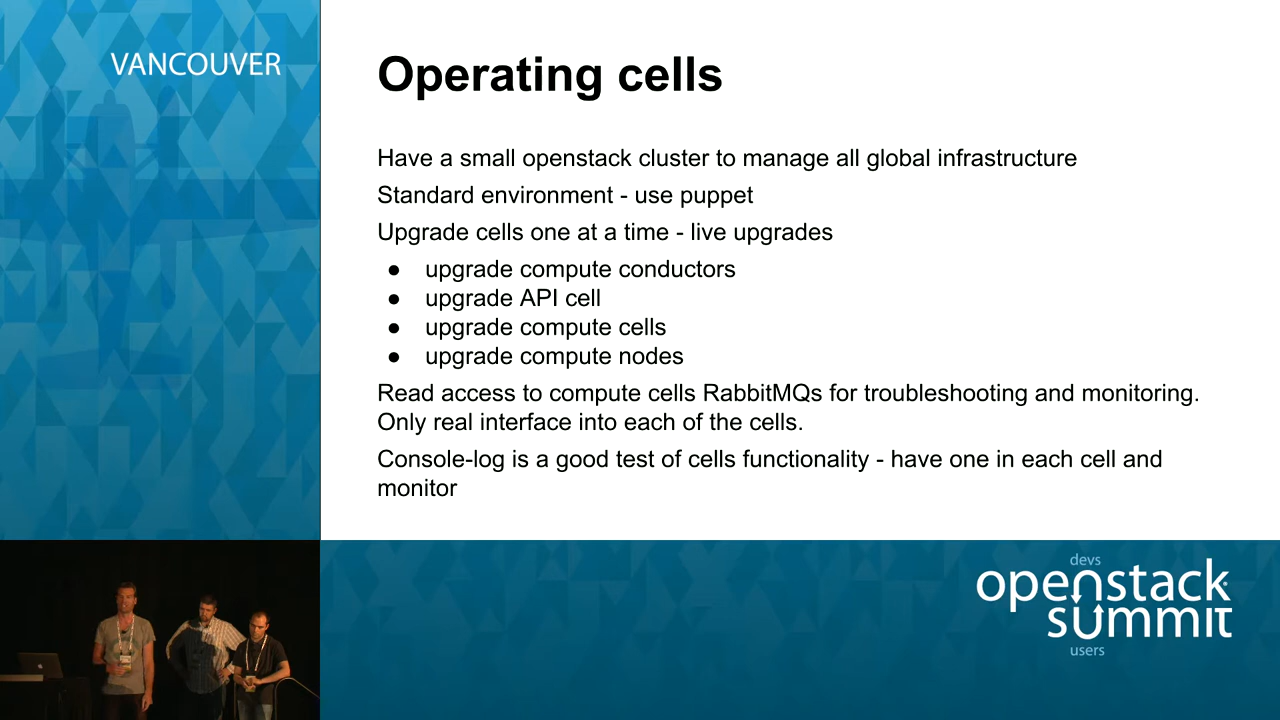 VANCOUVER
Operating cells
Have a small openstack cluster to manage all global infrastructure
Standard environment - use puppet
Upgrade cells one at a time - live upgrades
● upgrade compute conductors
● upgrade API cell
● upgrade compute cells
● upgrade compute nodes
Read access to compute cells RabbitMQs for troubleshooting and monitoring.
Only real interface into each of the cells.
Console-log is a good test of cells functionality - have one in each cell and
monitor
devs
openstack
summit
users